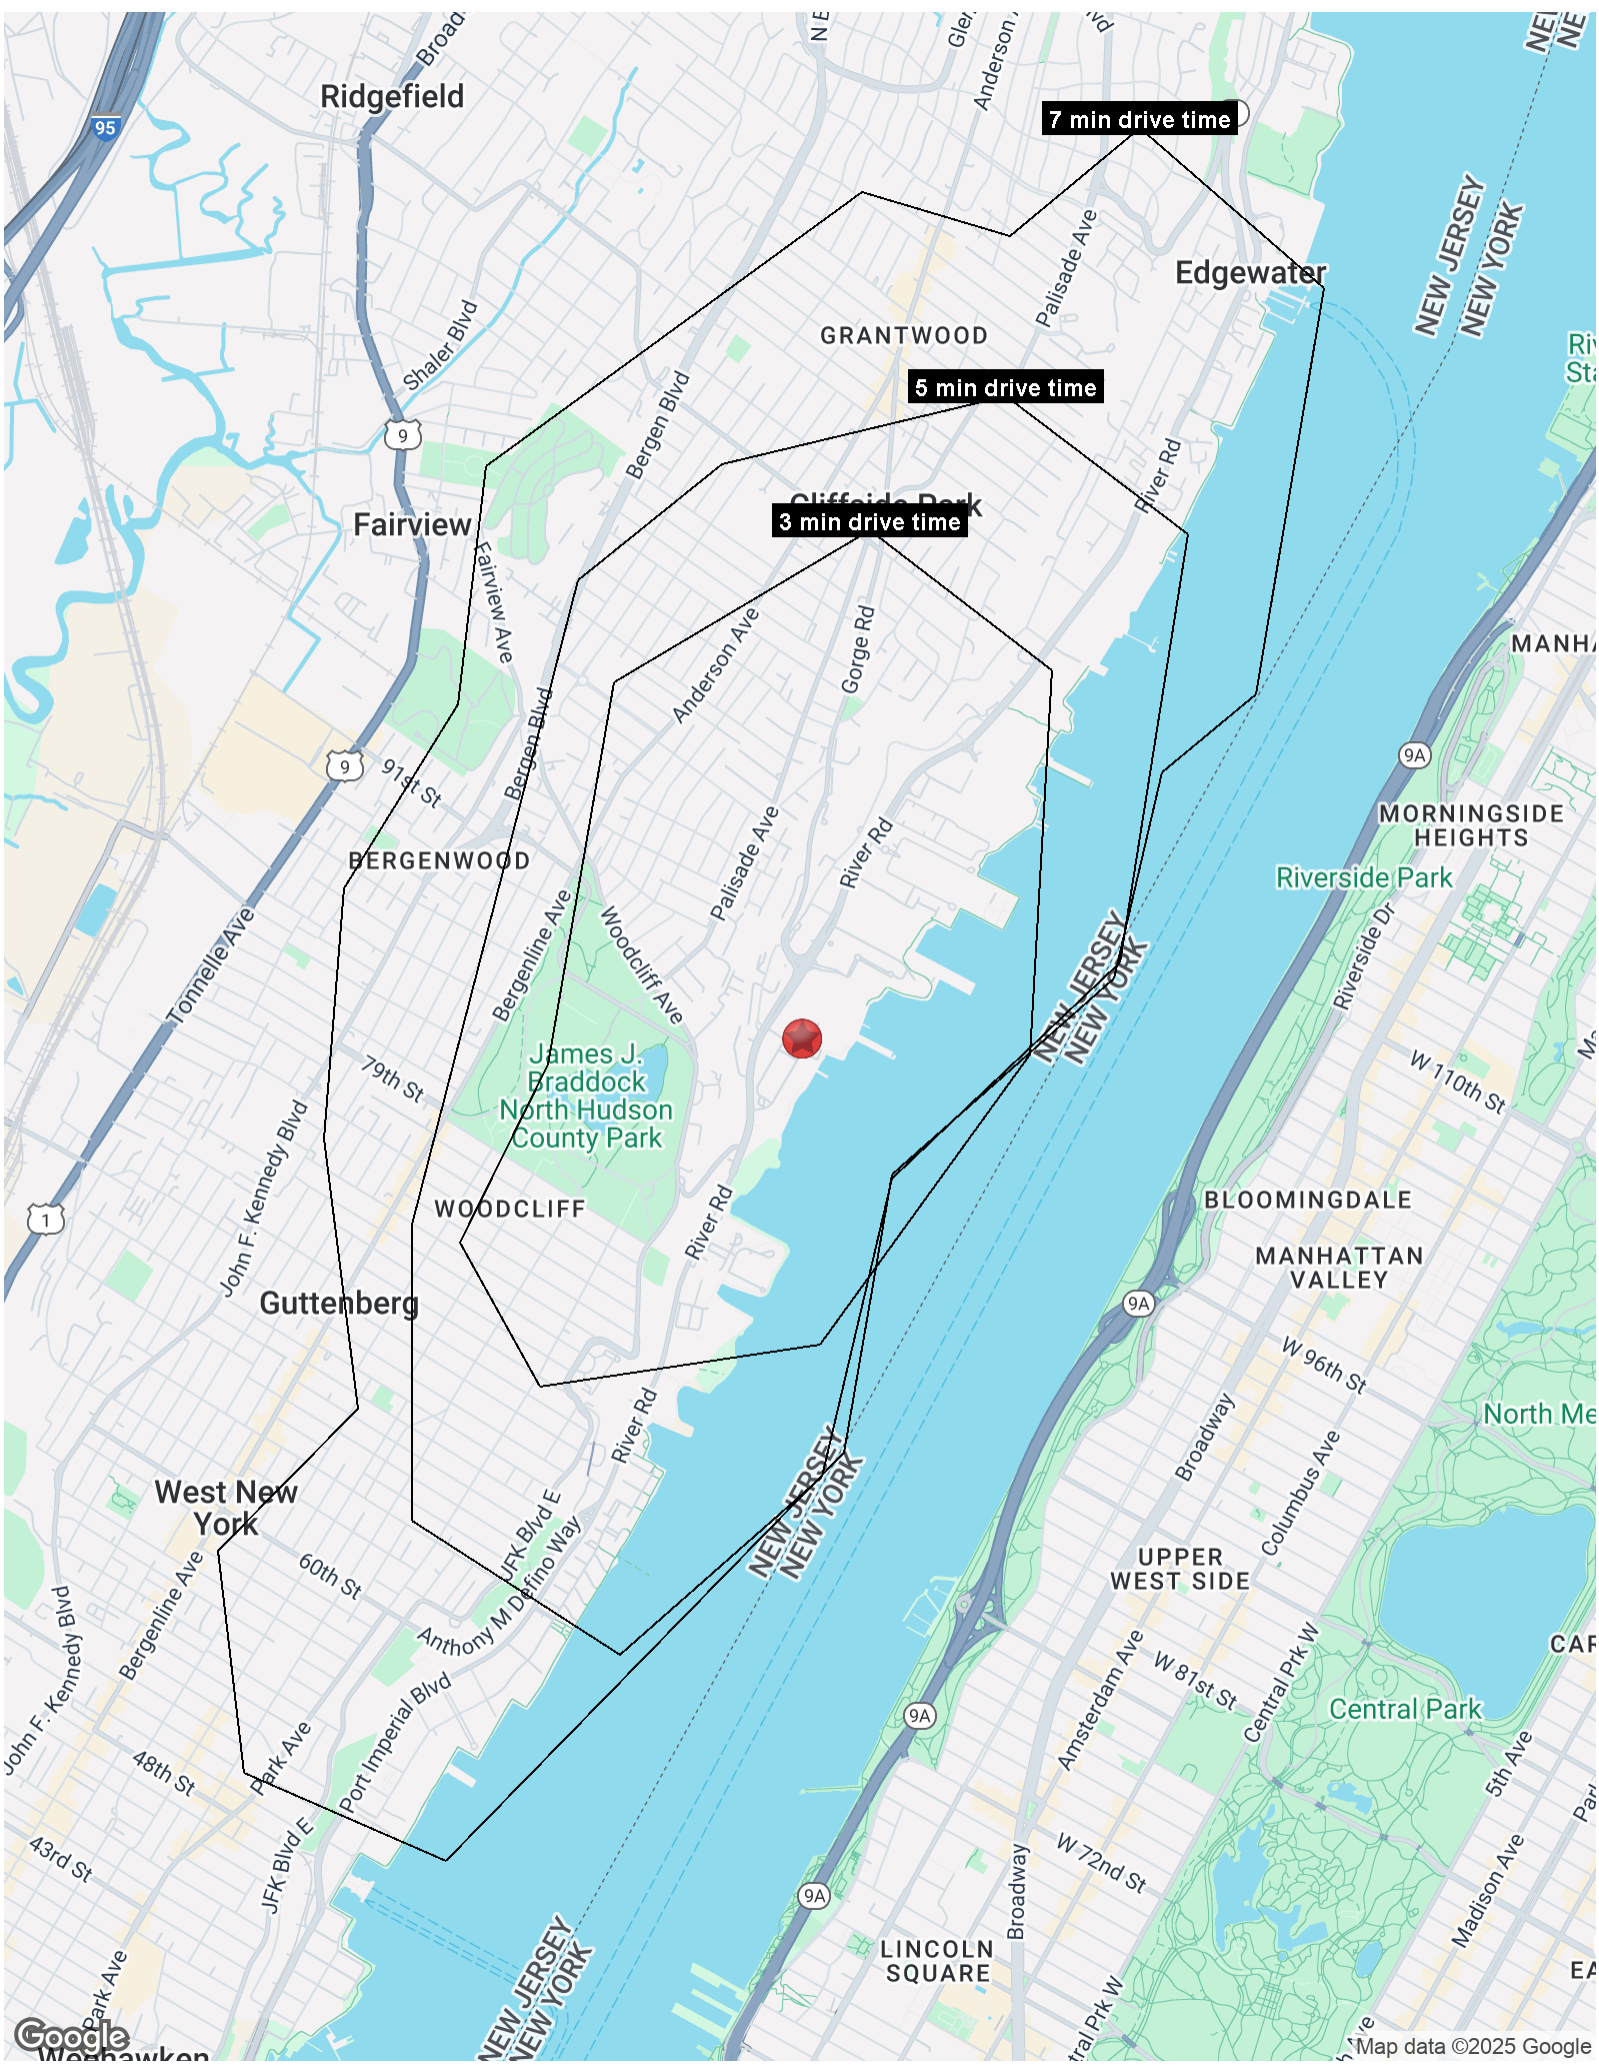 Ridgefield
95
7 min drive time
Palisade Ave
Edgewater
NEW JERSEY
NEW YORK
GRANTWOOD
Shaler Blvd
Bergen Blvd
5 min drive time
9
River Rd
Fairview
Cliffside Park
3 min drive time
Fairview Ave
Anderson Ave
Gorge Rd
Bergen Blvd
9
91st St
9A
MORNINGSIDE
HEIGHTS
BERGENWOOD
Palisade Ave
River Rd
Riverside Park
Bergenline Ave
Woodcliff Ave
Riverside Dr
Tonnelle Ave
NEW JERSEY
NEW YORK
James J.
Braddock
North Hudson
County Park
79th St
W 110th St
John F. Kennedy Blvd
WOODCLIFF
River Rd
BLOOMINGDALE
1
MANHATTAN
VALLEY
Guttenberg
9A
W 96th St
River Rd
Broadway
North Me
Columbus Ave
West New
York
NEW JERSEY
NEW YORK
JFK Blvd E
60th St
Anthony M Defino Way
UPPER
WEST SIDE
Bergenline Ave
John F. Kennedy Blvd
Amsterdam Ave
W 81st St
Central Prk W
CAR
Port Imperial Blvd
Central Park
9A
48th St
Park Ave
5th Ave
43rd St
JFK Blvd E
W 72nd St
9A
Broadway
Madison Ave
LINCOLN
SQUARE
NEW JERSEY
NEW YORK
Park Ave
Google
Weehawken
Map data ©2025 Google